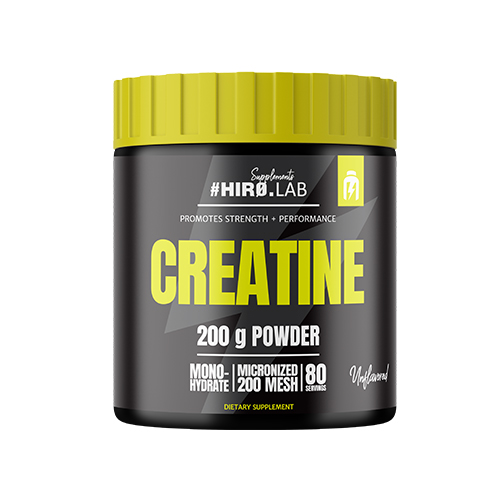 Supplements
#HIRØ.LAB
PROMOTES STRENGTH + PERFORMANCE
CREATINE
200 g POWDER
MONO-
HYDRATE
MICRONIZED
200 MESH
80
SERVINGS
Unflavored
DIETARY SUPPLEMENT